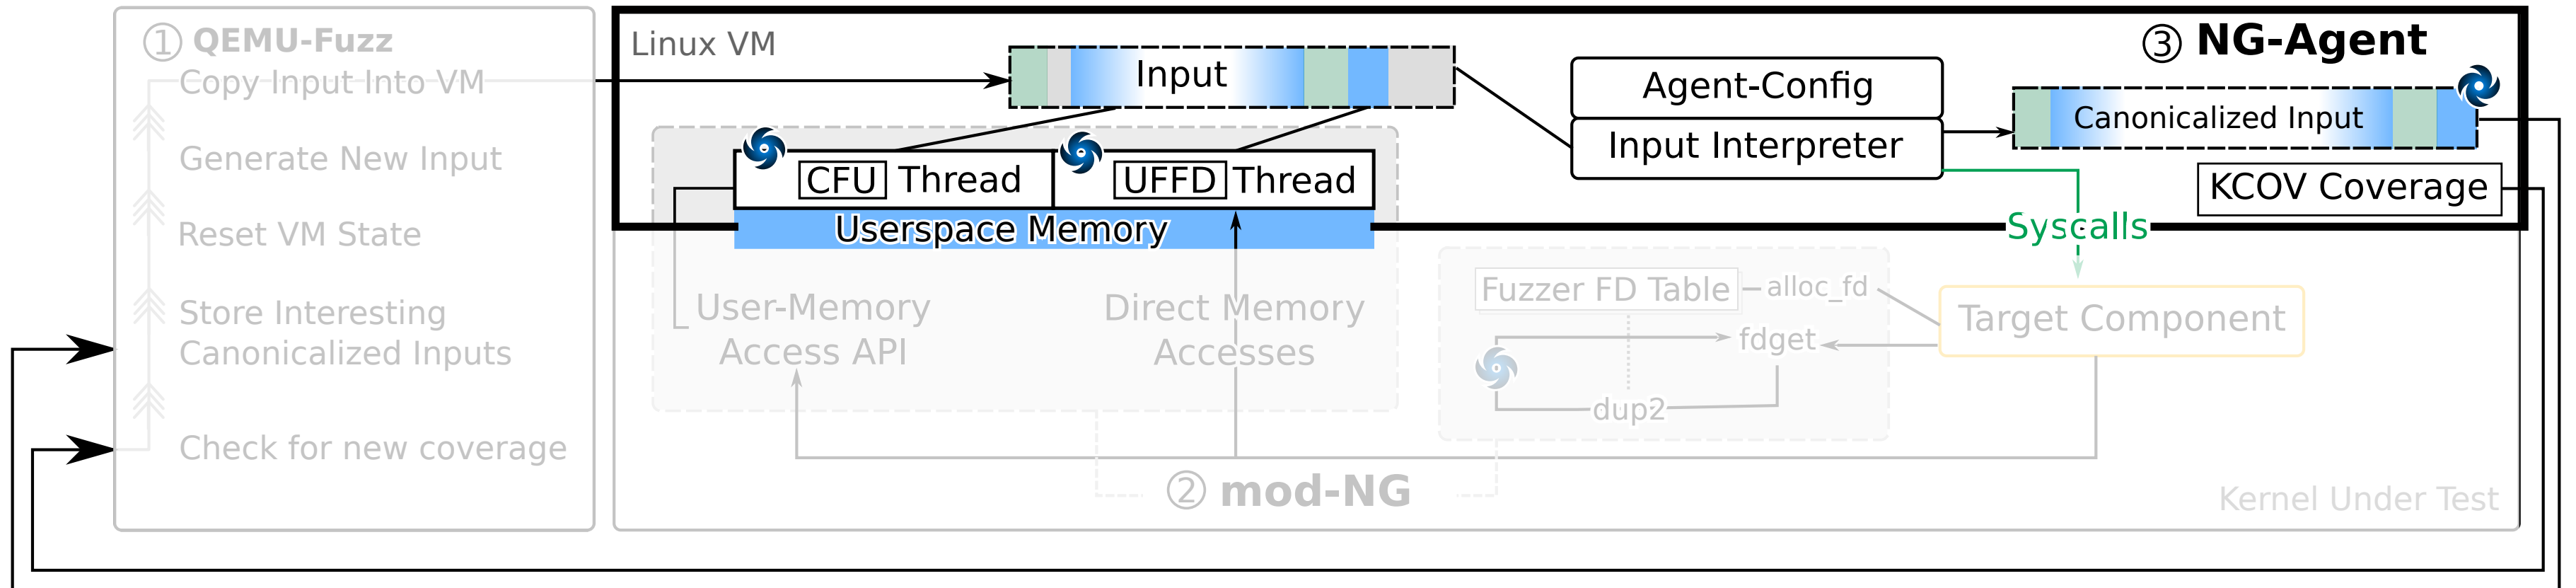 ① QEMU-Fuzz
Copy Input Into VM
Generate New Input
Reset VM State
Store Interesting
Canonicalized Inputs
Check for new coverage
Linux VM
Input
CFU Thread
UFFD Thread
Userspace Memory
User-Memory
Access API
Direct Memory
Accesses
② mod-NG
Agent-Config
Input Interpreter
③ NG-Agent
Canonicalized Input
KCOV Coverage
Syscalls
Fuzzer FD Table
alloc_fd
fdget
dup2
Target Component
Kernel Under Test